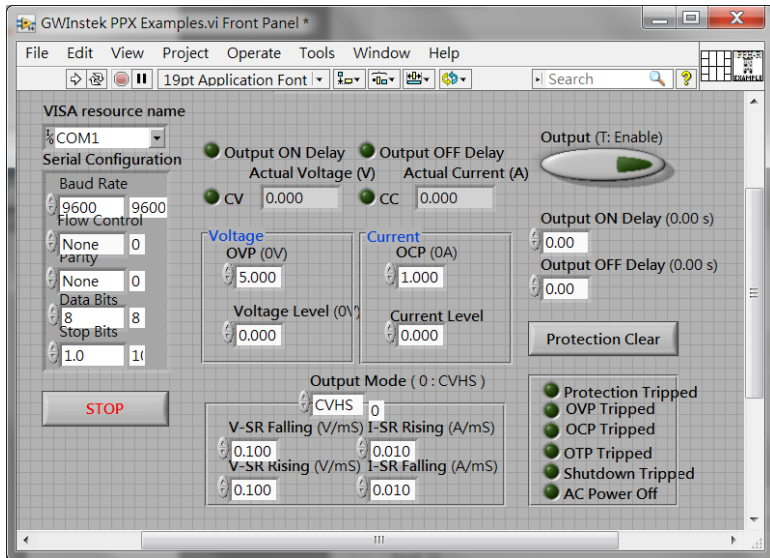 GWInstek PPX Examples.vi Front Panel *
File Edit View Project Operate Tools Window Help
19pt Application Font
Search
EXAMPLE
VISA resource name
COM1
Serial Configuration
Baud Rate
9600 9600
Flow Control
None 0
Parity
None 0
Data Bits
8 8
Stop Bits
1.0
STOP
Output ON Delay Output OFF Delay
Actual Voltage (V) Actual Current (A)
CV 0.000 CC 0.000
Voltage
OVP (0V)
5.000
Voltage Level (0V)
0.000
Current
OCP (0A)
1.000
Current Level
0.000
Output Mode ( 0 : CVHS )
CVHS 0
V-SR Falling (V/mS) I-SR Rising (A/mS)
0.100 0.010
V-SR Rising (V/mS) I-SR Falling (A/mS)
0.100 0.010
Output (T: Enable)
Output ON Delay (0.00 s)
0.00
Output OFF Delay (0.00 s)
0.00
Protection Clear
Protection Tripped
OVP Tripped
OCP Tripped
OTP Tripped
Shutdown Tripped
AC Power Off